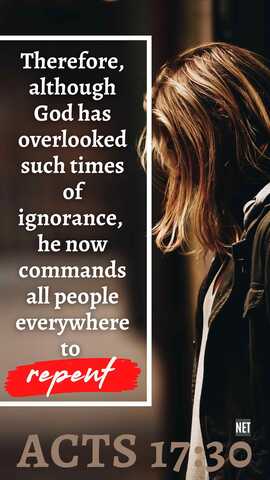 Therefore,
although
God has
overlooked
such times
of
ignorance,
he now
commands
all people
everywhere
to
repent
NET
ACTS 17:30